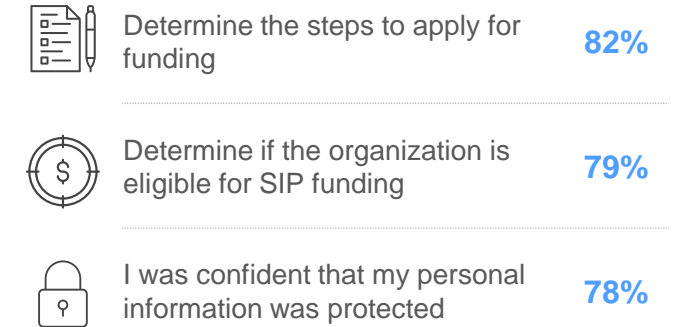 Determine the steps to apply for
funding
82%
Determine if the organization is
eligible for SIP funding
79%
I was confident that my personal
information was protected
78%